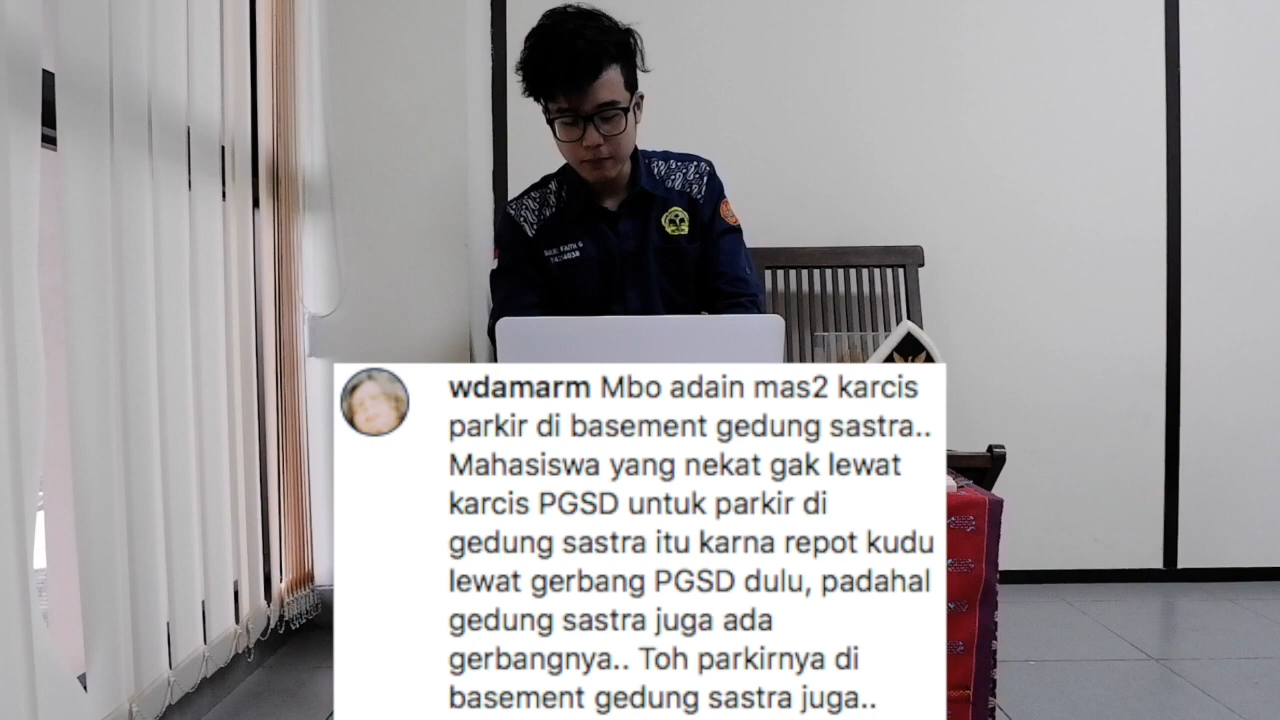 FAITH G
wdamarm Mbo adain mas2 karcis
parkir di basement gedung sastra..
Mahasiswa yang nekat gak lewat
karcis PGSD untuk parkir di
gedung sastra itu karna repot kudu
lewat gerbang PGSD dulu, padahal
gedung sastra juga ada
gerbangnya.. Toh parkirnya di
basement gedung sastra juga..